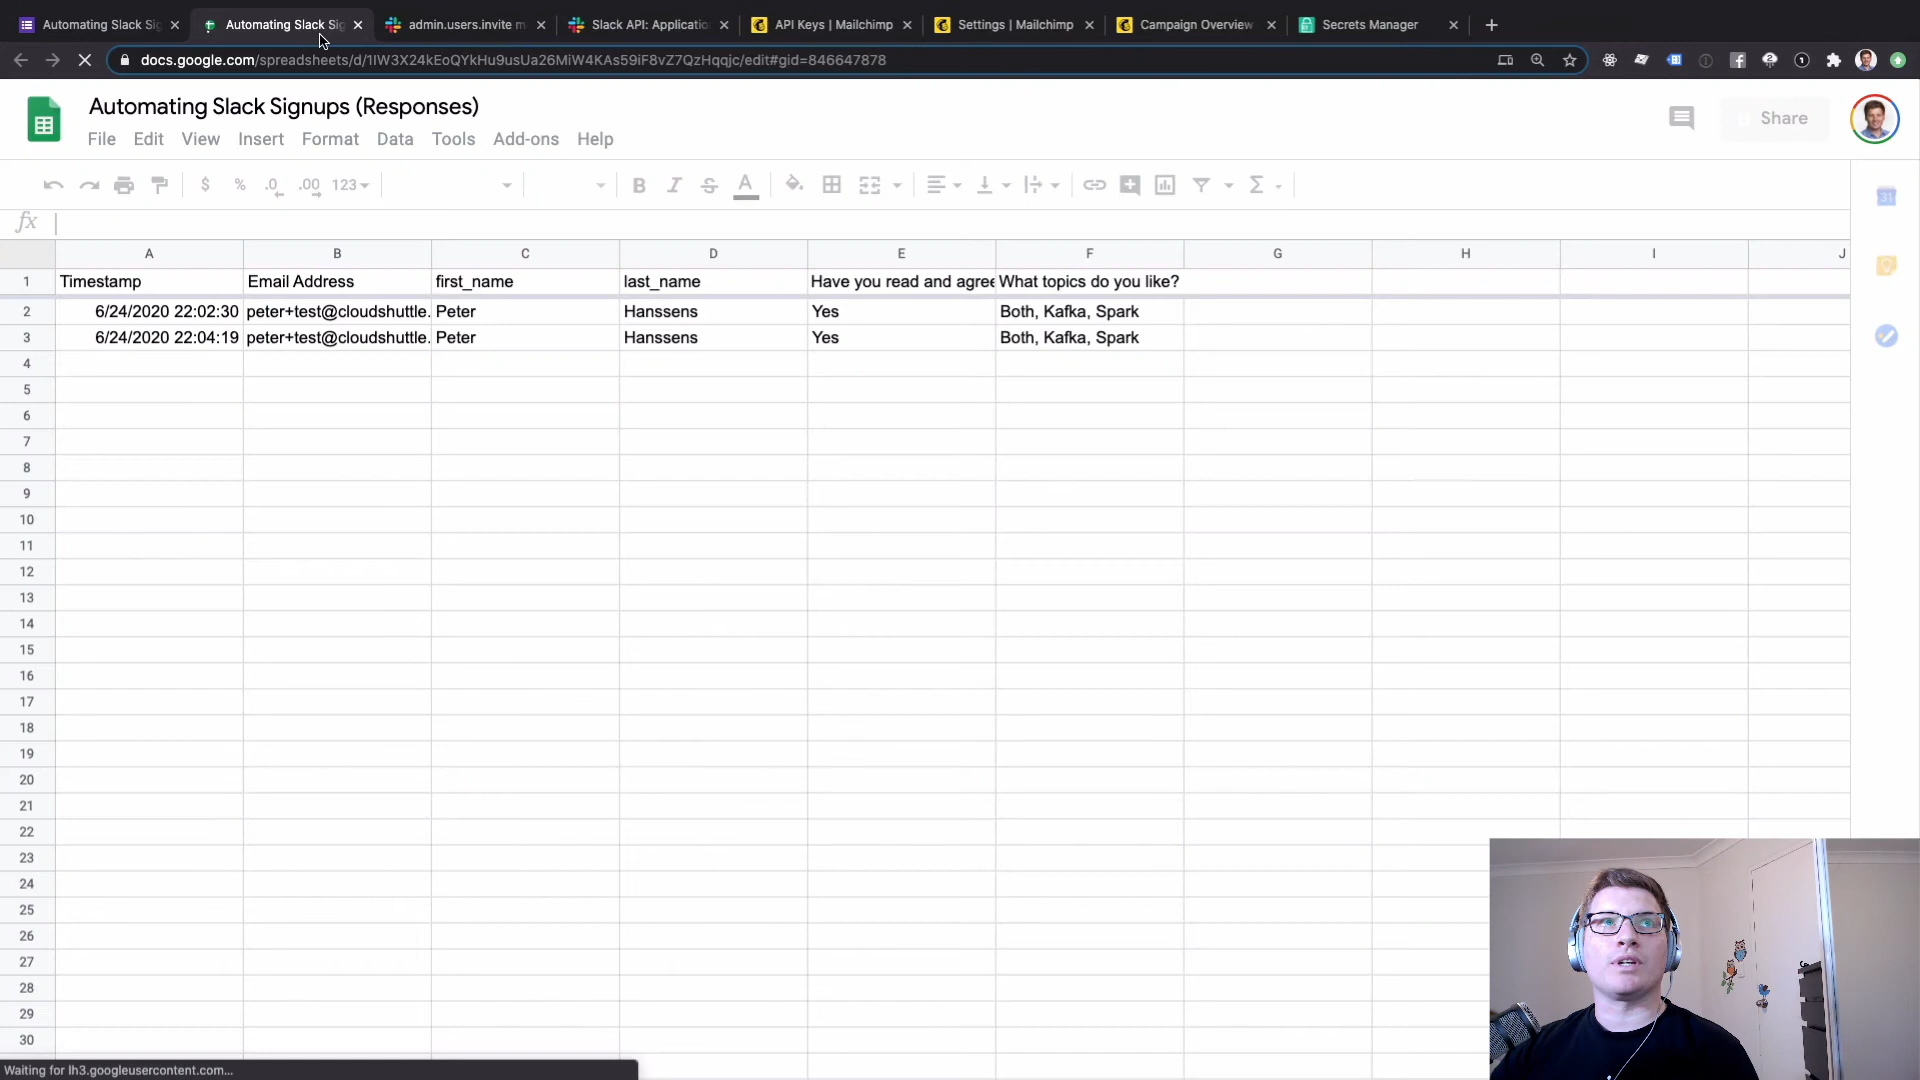 Automating Slack Sig
Automating Slack Sig
admin.users.invite m
Slack API: Applicatio
API Keys | Mailchimp
Settings | Mailchimp
Campaign Overview
Secrets Manager
docs.google.com/spreadsheets/d/1IW3X24kEoQYkHu9usUa26MiW4KAs59iF8vZ7QzHqqjc/edit#gid=846647878
Automating Slack Signups (Responses)
File Edit View Insert Format Data Tools Add-ons Help
Share
$ % .0 .00 123
fx
A B C D E F G H I J
1 Timestamp Email Address first_name last_name Have you read and agree What topics do you like?
2 6/24/2020 22:02:30 peter+test@cloudshuttle. Peter Hanssens Yes Both, Kafka, Spark
3 6/24/2020 22:04:19 peter+test@cloudshuttle. Peter Hanssens Yes Both, Kafka, Spark
4
5
6
7
8
9
10
11
12
13
14
15
16
17
18
19
20
21
22
23
24
25
26
27
28
29
30
Waiting for lh3.googleusercontent.com...